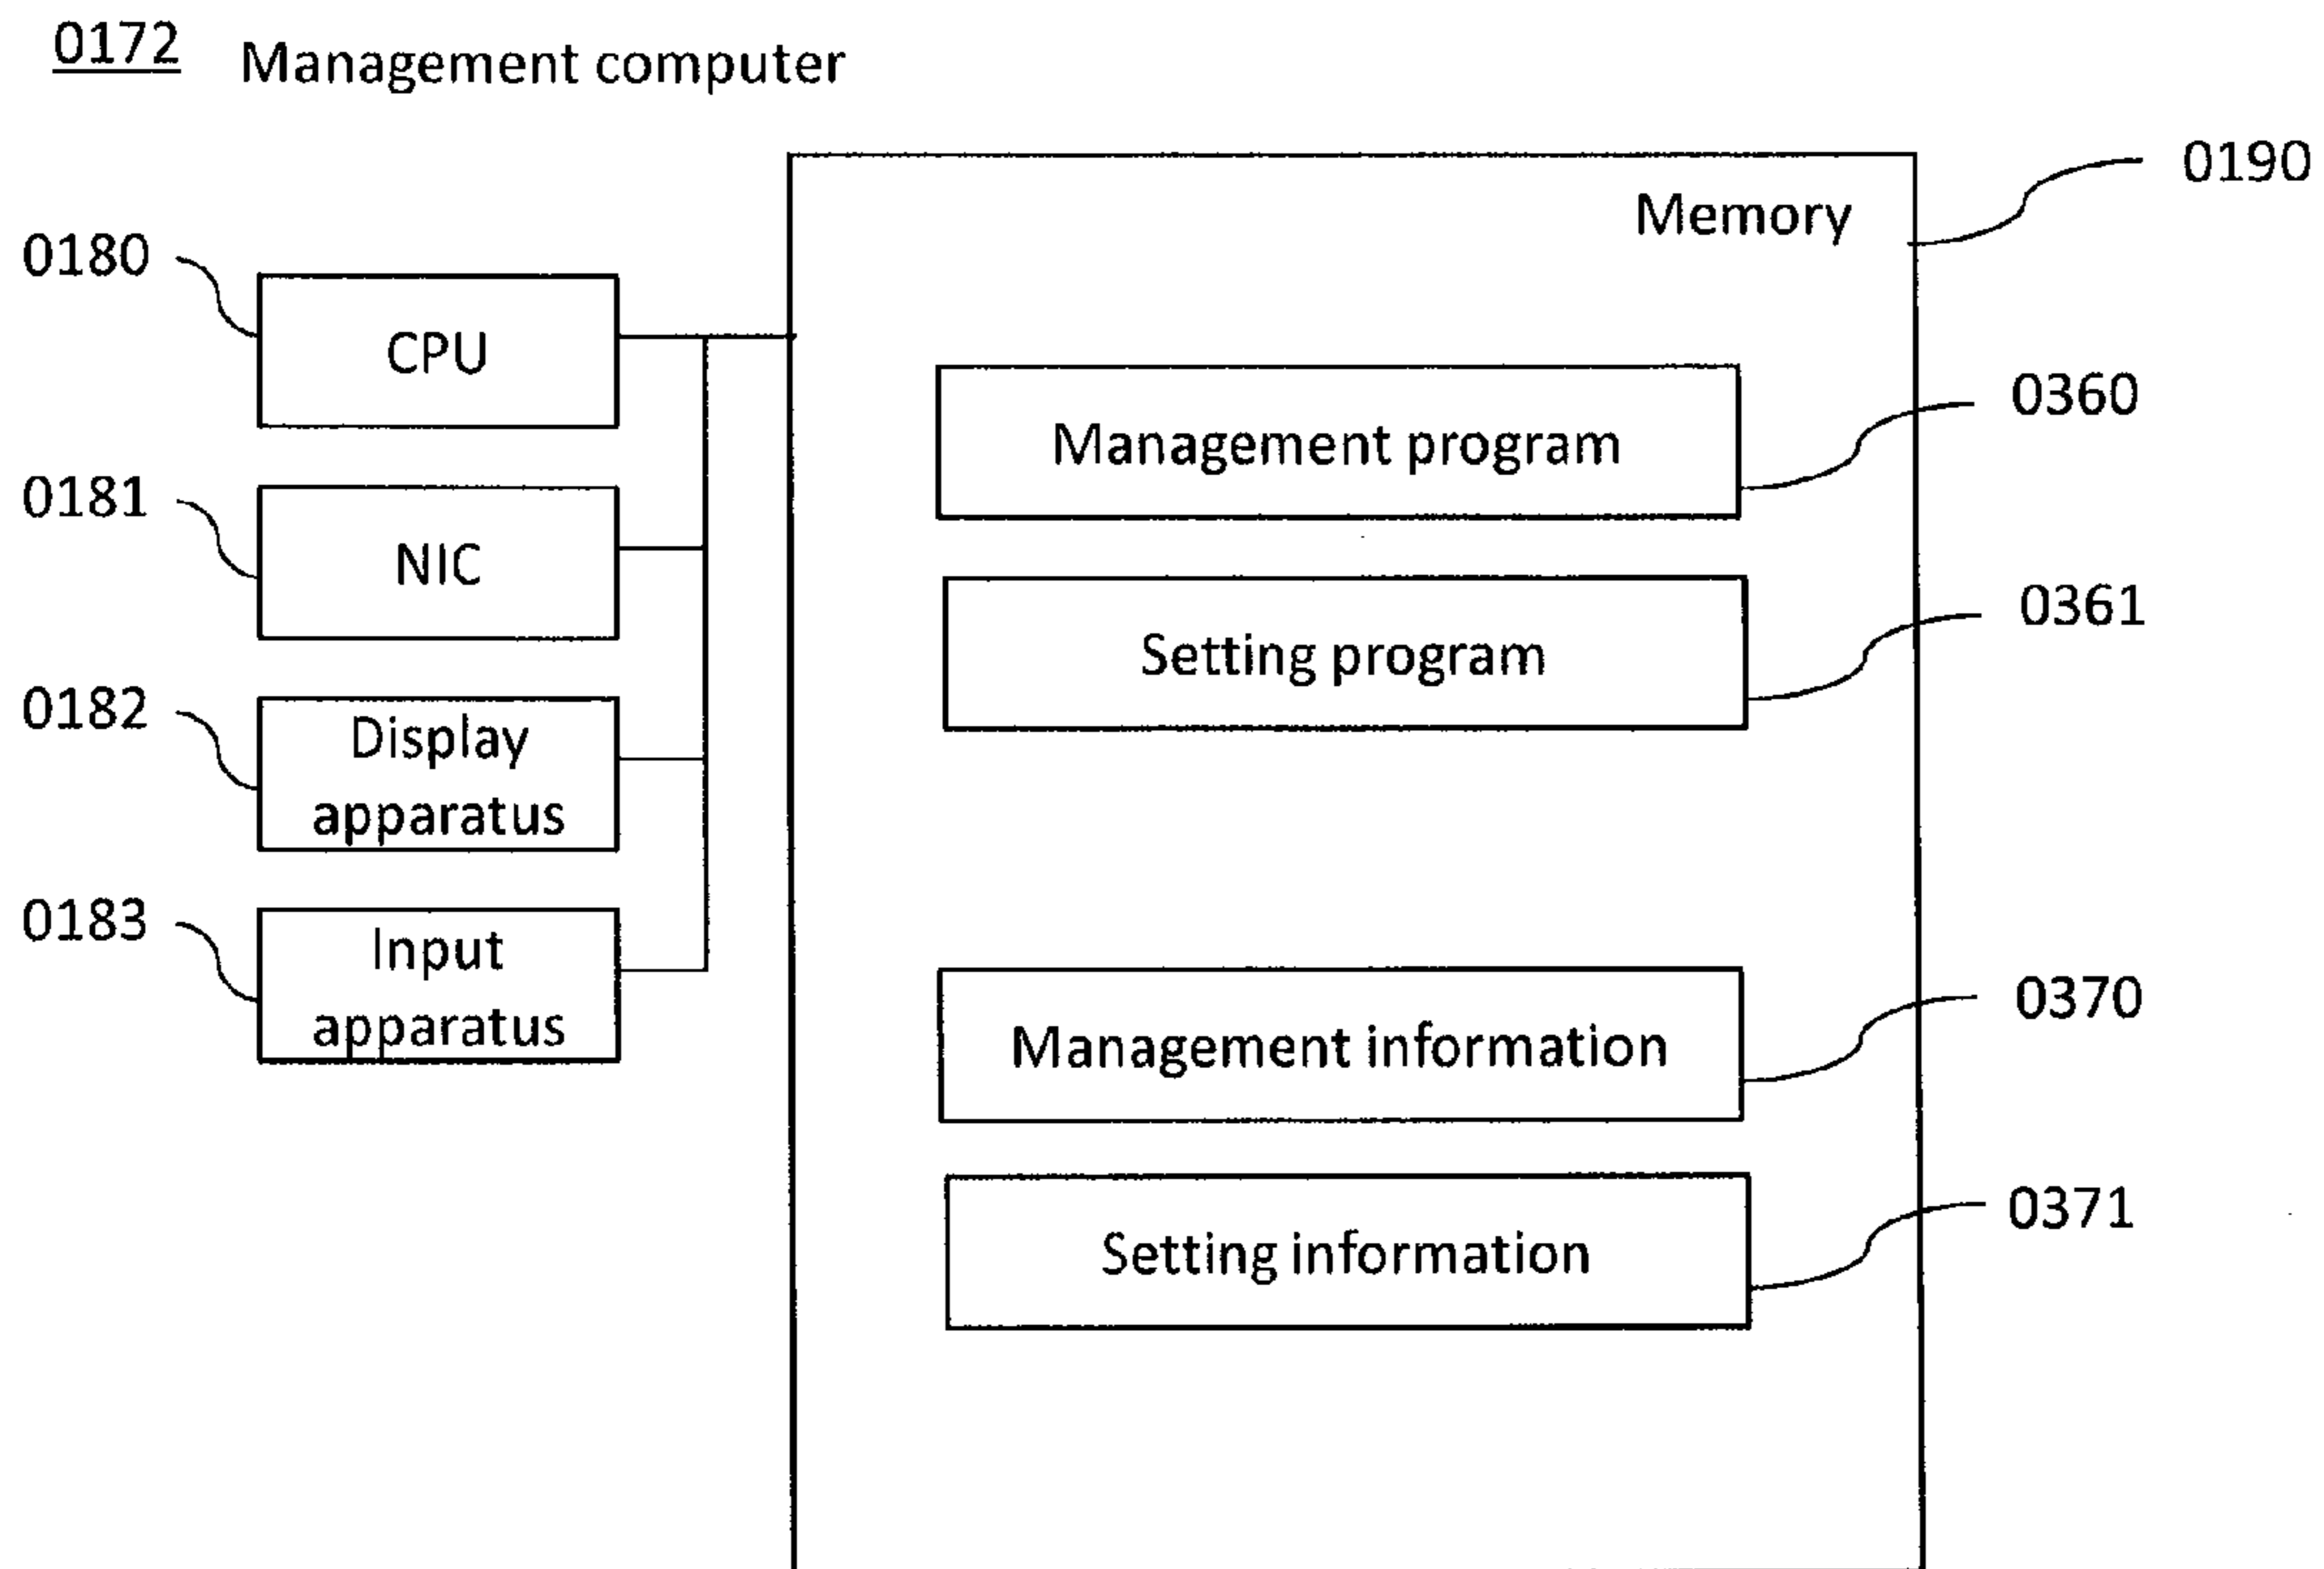 0172 Management computer
0190
Memory
0180
CPU
0360
Management program
0181
NIC
0361
Setting program
0182
Display
apparatus
0183
Input
apparatus
0370
Management information
0371
Setting information